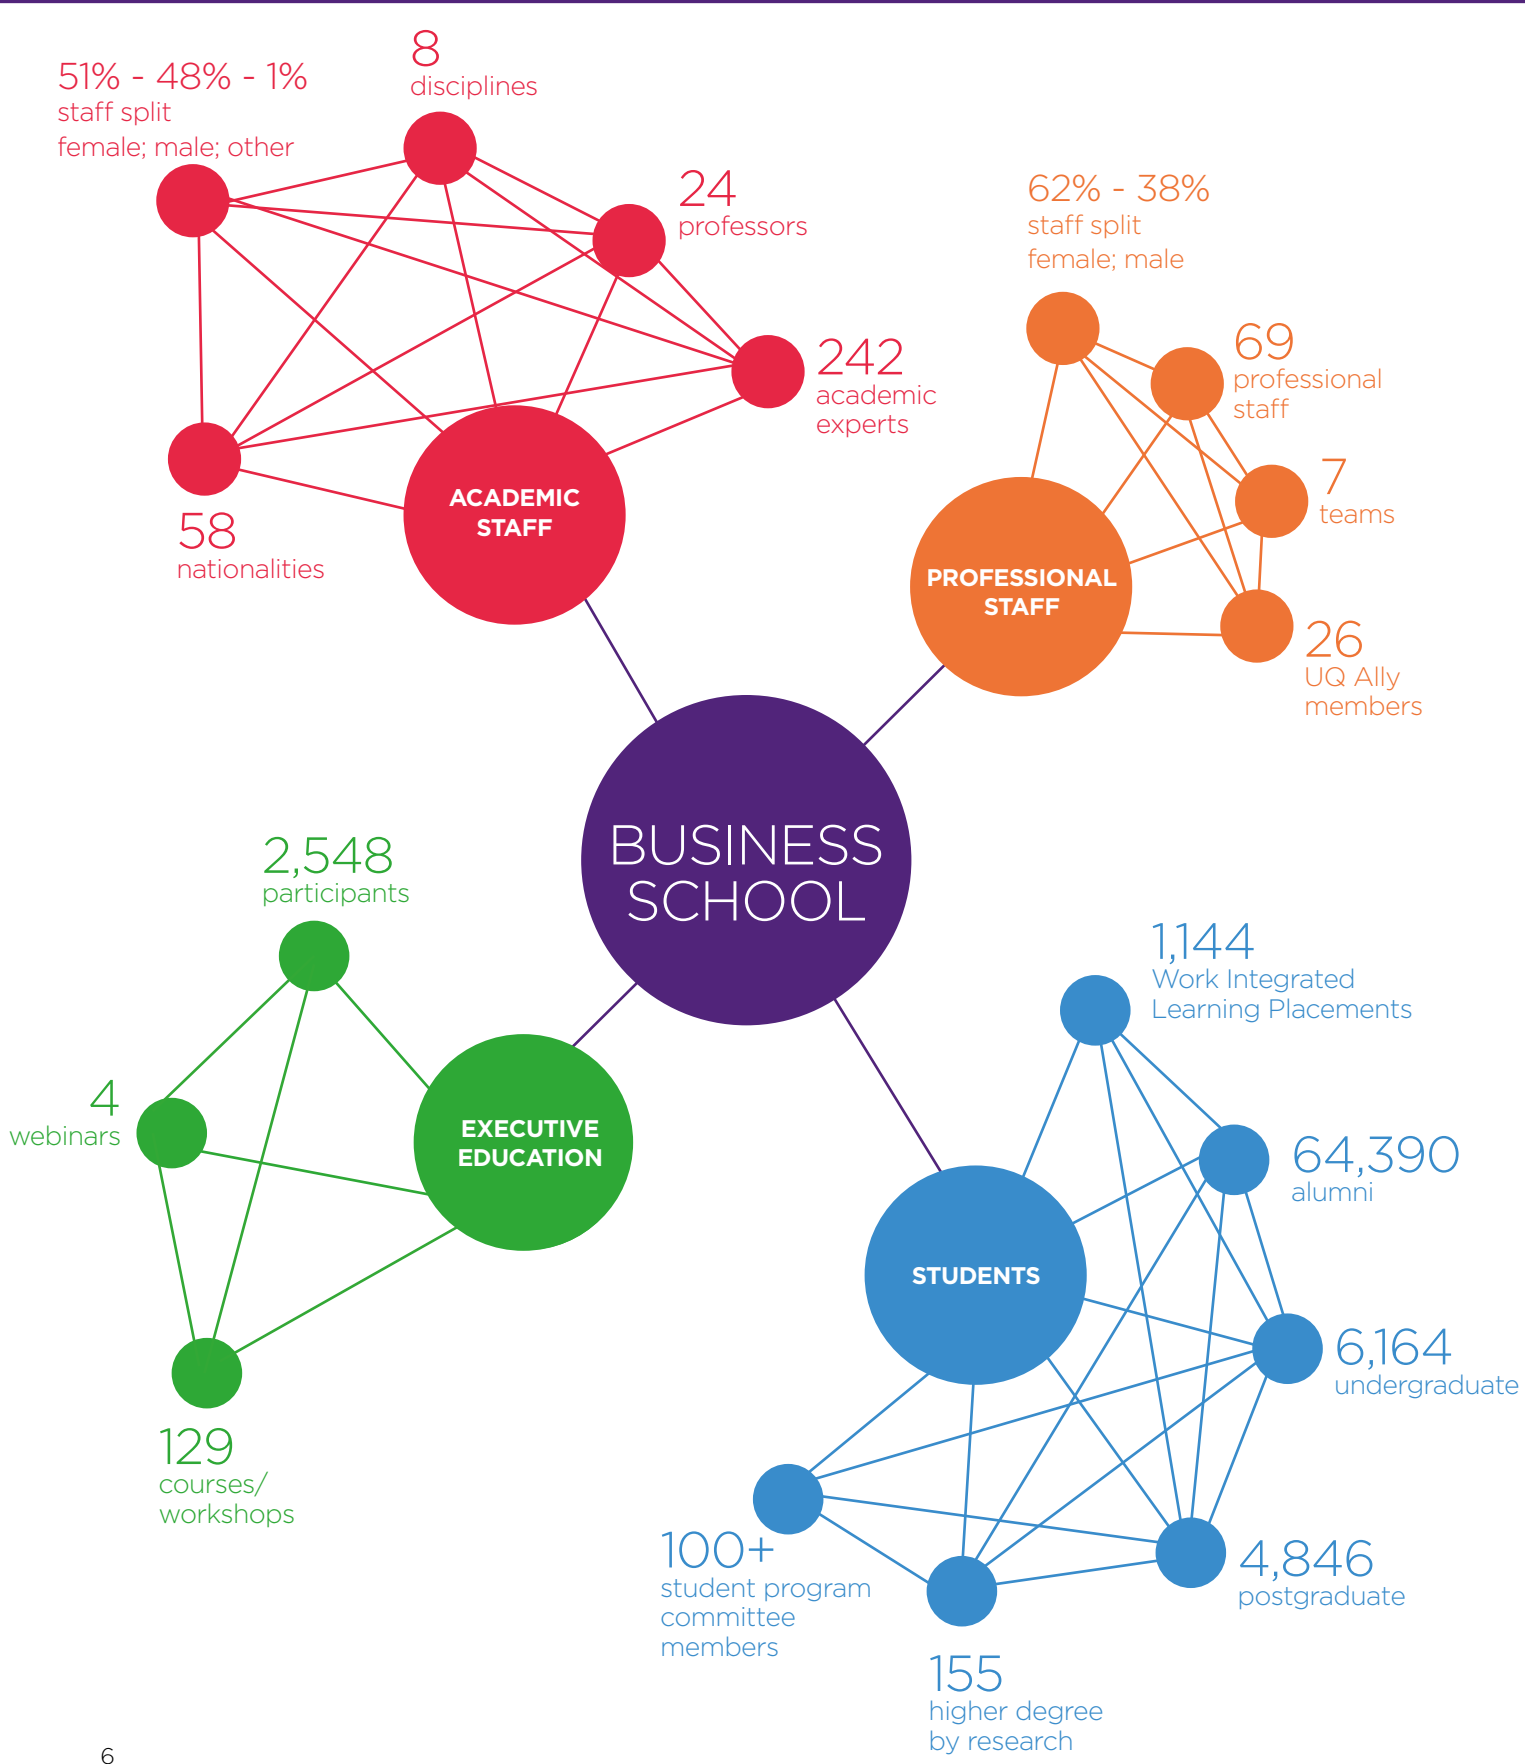 51% - 48% - 1%
staff split
female; male; other
8
disciplines
24
professors
242
academic
experts
58
nationalities
ACADEMIC
STAFF
62% - 38%
staff split
female; male
69
professional
staff
7
teams
26
UQ Ally
members
PROFESSIONAL
STAFF
BUSINESS
SCHOOL
2,548
participants
4
webinars
129
courses/
workshops
EXECUTIVE
EDUCATION
1,144
Work Integrated
Learning Placements
64,390
alumni
6,164
undergraduate
4,846
postgraduate
155
higher degree
by research
100+
student program
committee
members
STUDENTS
6